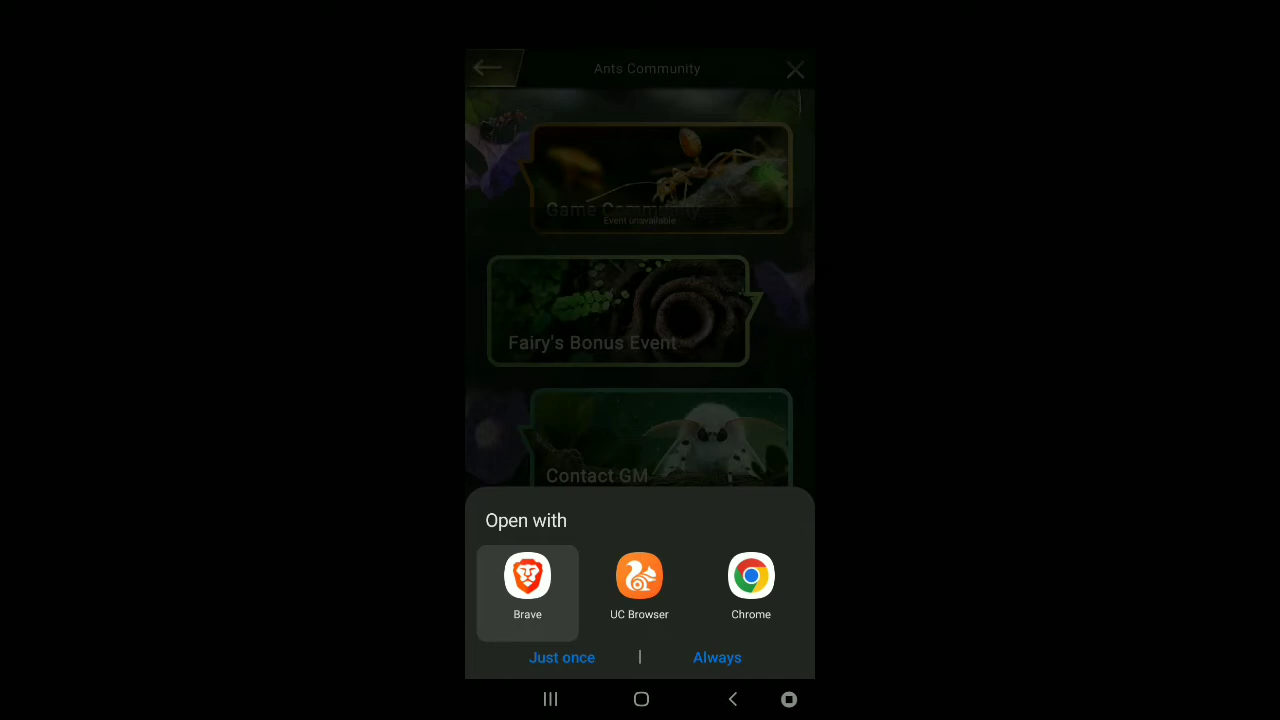 Ants Community
Game Community
Event unavailable
Fairy's Bonus Event
Contact GM
Open with
Brave
UC Browser
Chrome
Just once
Always